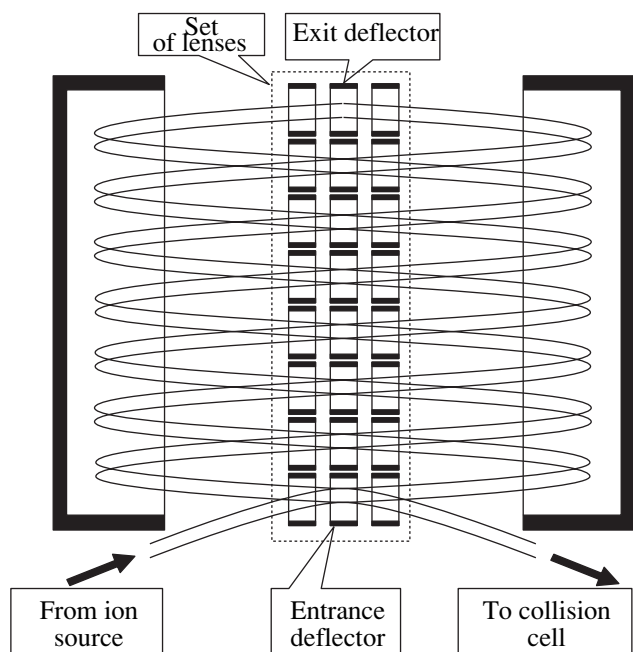 Set
of lenses
Exit deflector
From ion
source
Entrance
deflector
To collision
cell